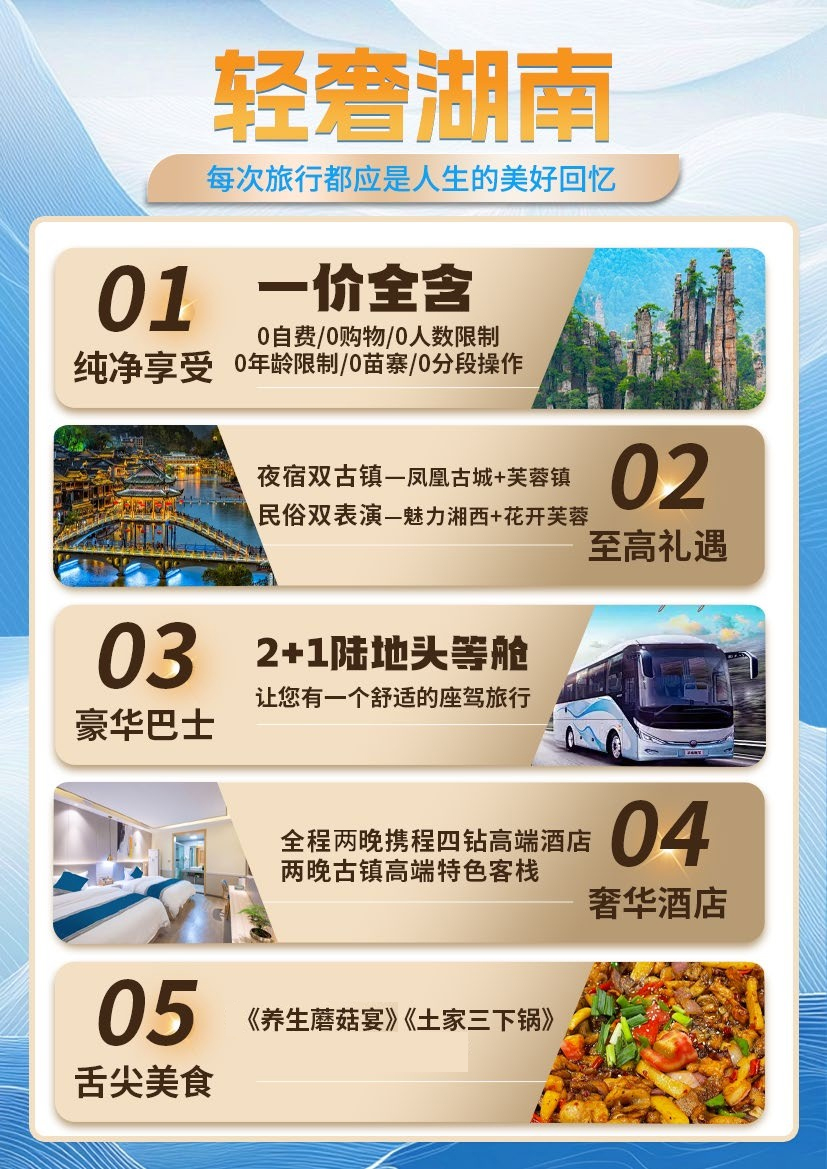 轻奢湖南
每次旅行都应是人生的美好回忆
01
纯净享受
一价全含
0自费/0购物/0人数限制
0年龄限制/0苗寨/0分段操作
夜宿双古镇—凤凰古城+芙蓉镇
民俗双表演—魅力湘西+花开芙蓉
02
至高礼遇
03
豪华巴士
2+1陆地头等舱
让您有一个舒适的座驾旅行
全程两晚携程四钻高端酒店
两晚古镇高端特色客栈
04
奢华酒店
05
舌尖美食
《养生蘑菇宴》《土家三下锅》